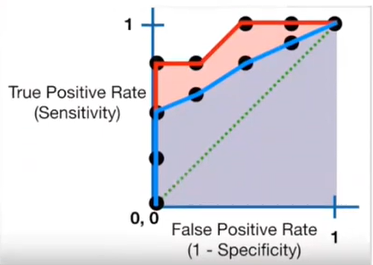 1
True Positive Rate
(Sensitivity)
0, 0
False Positive Rate
(1 - Specificity)
1